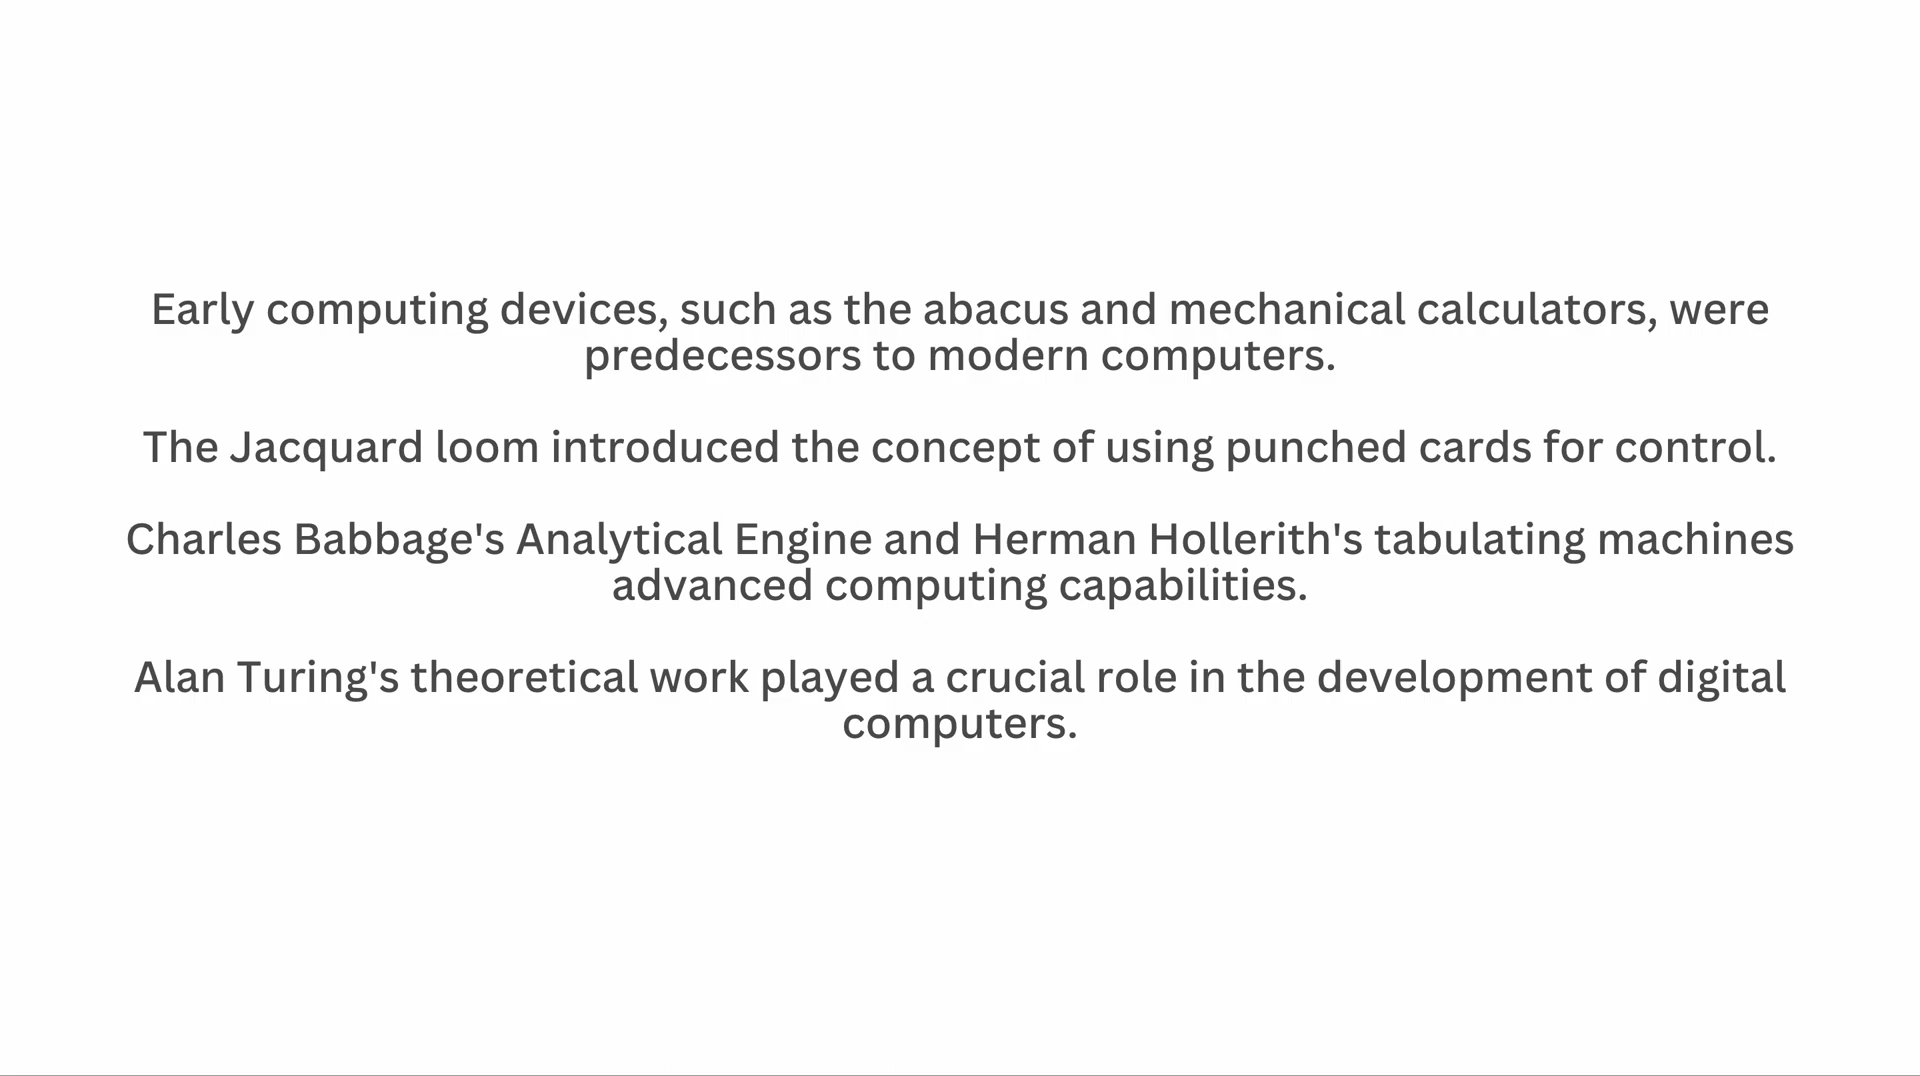 Early computing devices, such as the abacus and mechanical calculators, were
predecessors to modern computers.
The Jacquard loom introduced the concept of using punched cards for control.
Charles Babbage's Analytical Engine and Herman Hollerith's tabulating machines
advanced computing capabilities.
Alan Turing's theoretical work played a crucial role in the development of digital
computers.